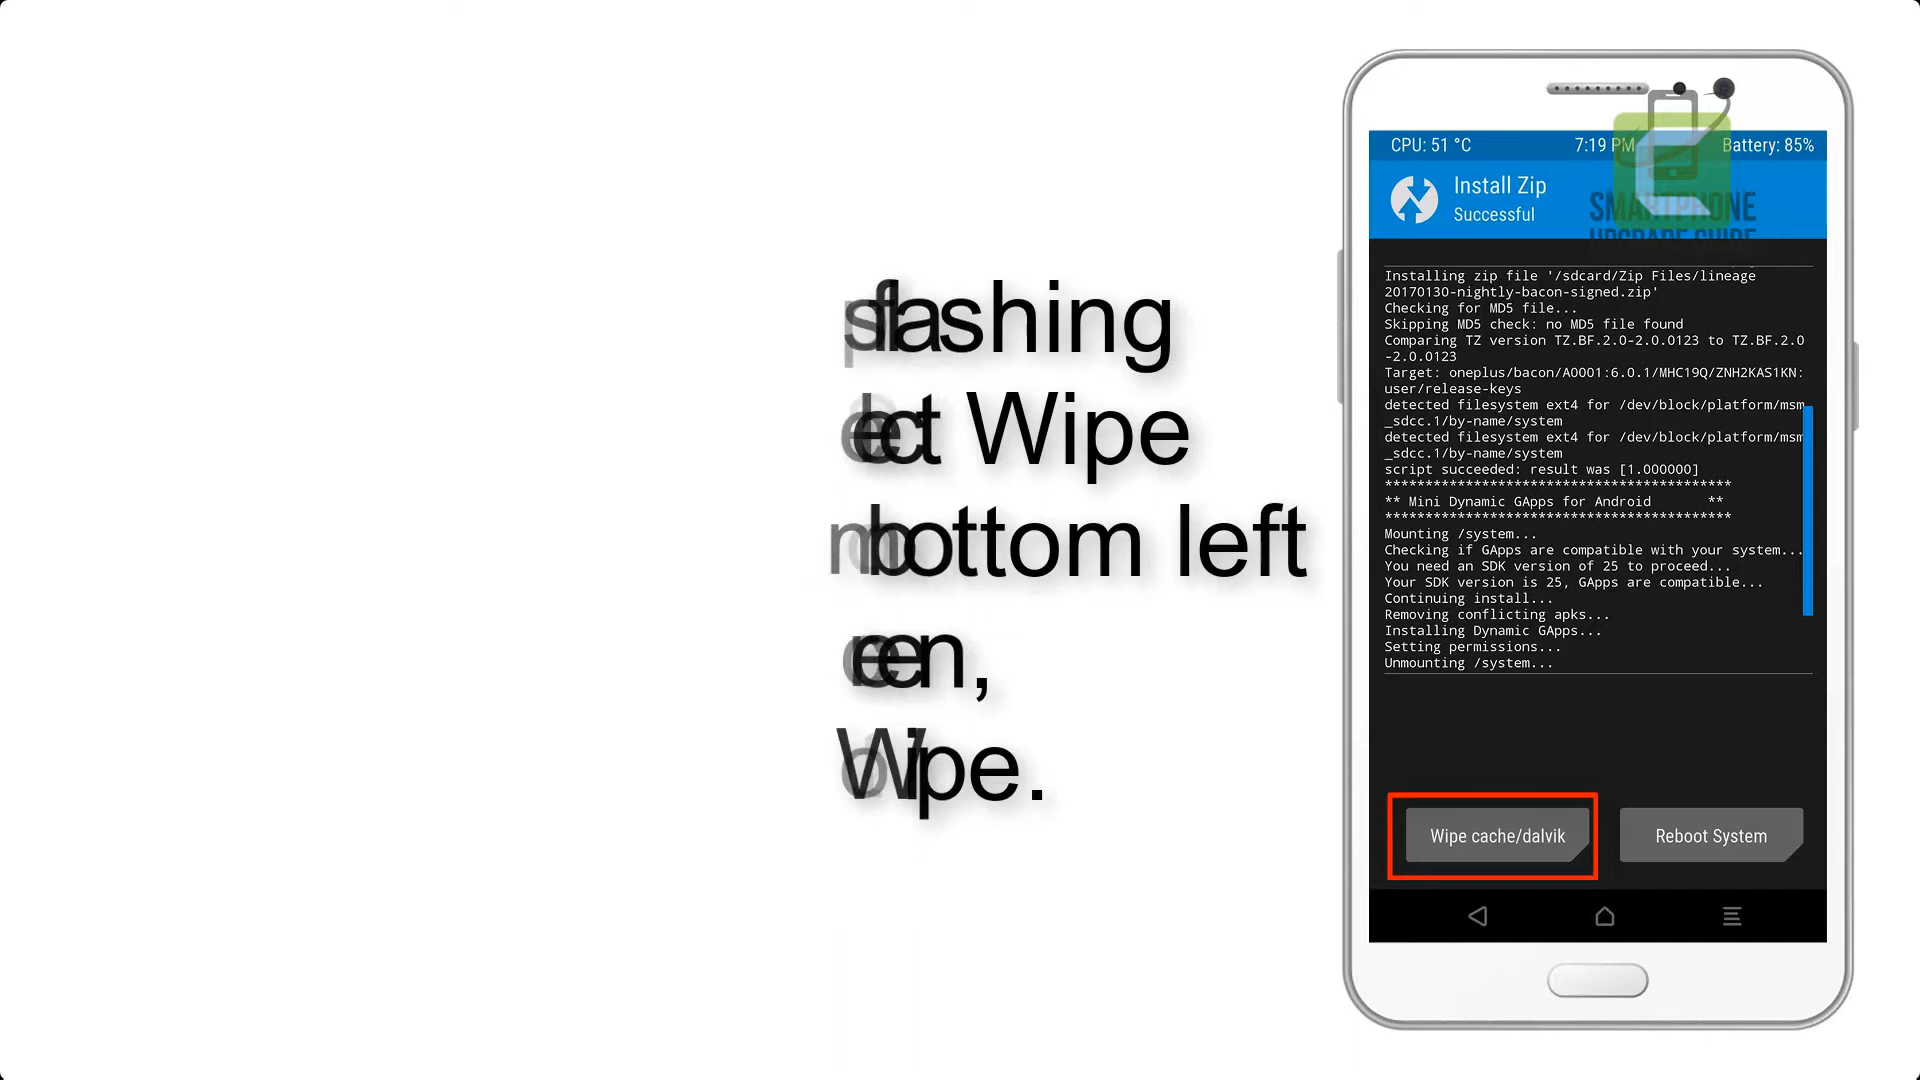 flashing
Wipe
bottom left
Wipe.
CPU: 51 °C 7:19 PM Battery: 85%
Install Zip
Successful
SMARTPHONE
UPGRADE GUIDE
Installing zip file '/sdcard/Zip Files/lineage
20170130-nightly-bacon-signed.zip'
Checking for MD5 file...
Skipping MD5 check: no MD5 file found
Comparing TZ version TZ.BF.2.0-2.0.0123 to TZ.BF.2.0
-2.0.0123
Target: oneplus/bacon/A0001:6.0.1/MHC19Q/ZNH2KAS1KN:
user/release-keys
detected filesystem ext4 for /dev/block/platform/msm
_sdcc.1/by-name/system
detected filesystem ext4 for /dev/block/platform/msm
_sdcc.1/by-name/system
script succeeded: result was [1.000000]
*******************************************
** Mini Dynamic GApps for Android **
*******************************************
Mounting /system...
Checking if GApps are compatible with your system...
You need an SDK version of 25 to proceed...
Your SDK version is 25, GApps are compatible...
Continuing install...
Removing conflicting apks...
Installing Dynamic GApps...
Setting permissions...
Unmounting /system...
Wipe cache/dalvik Reboot System